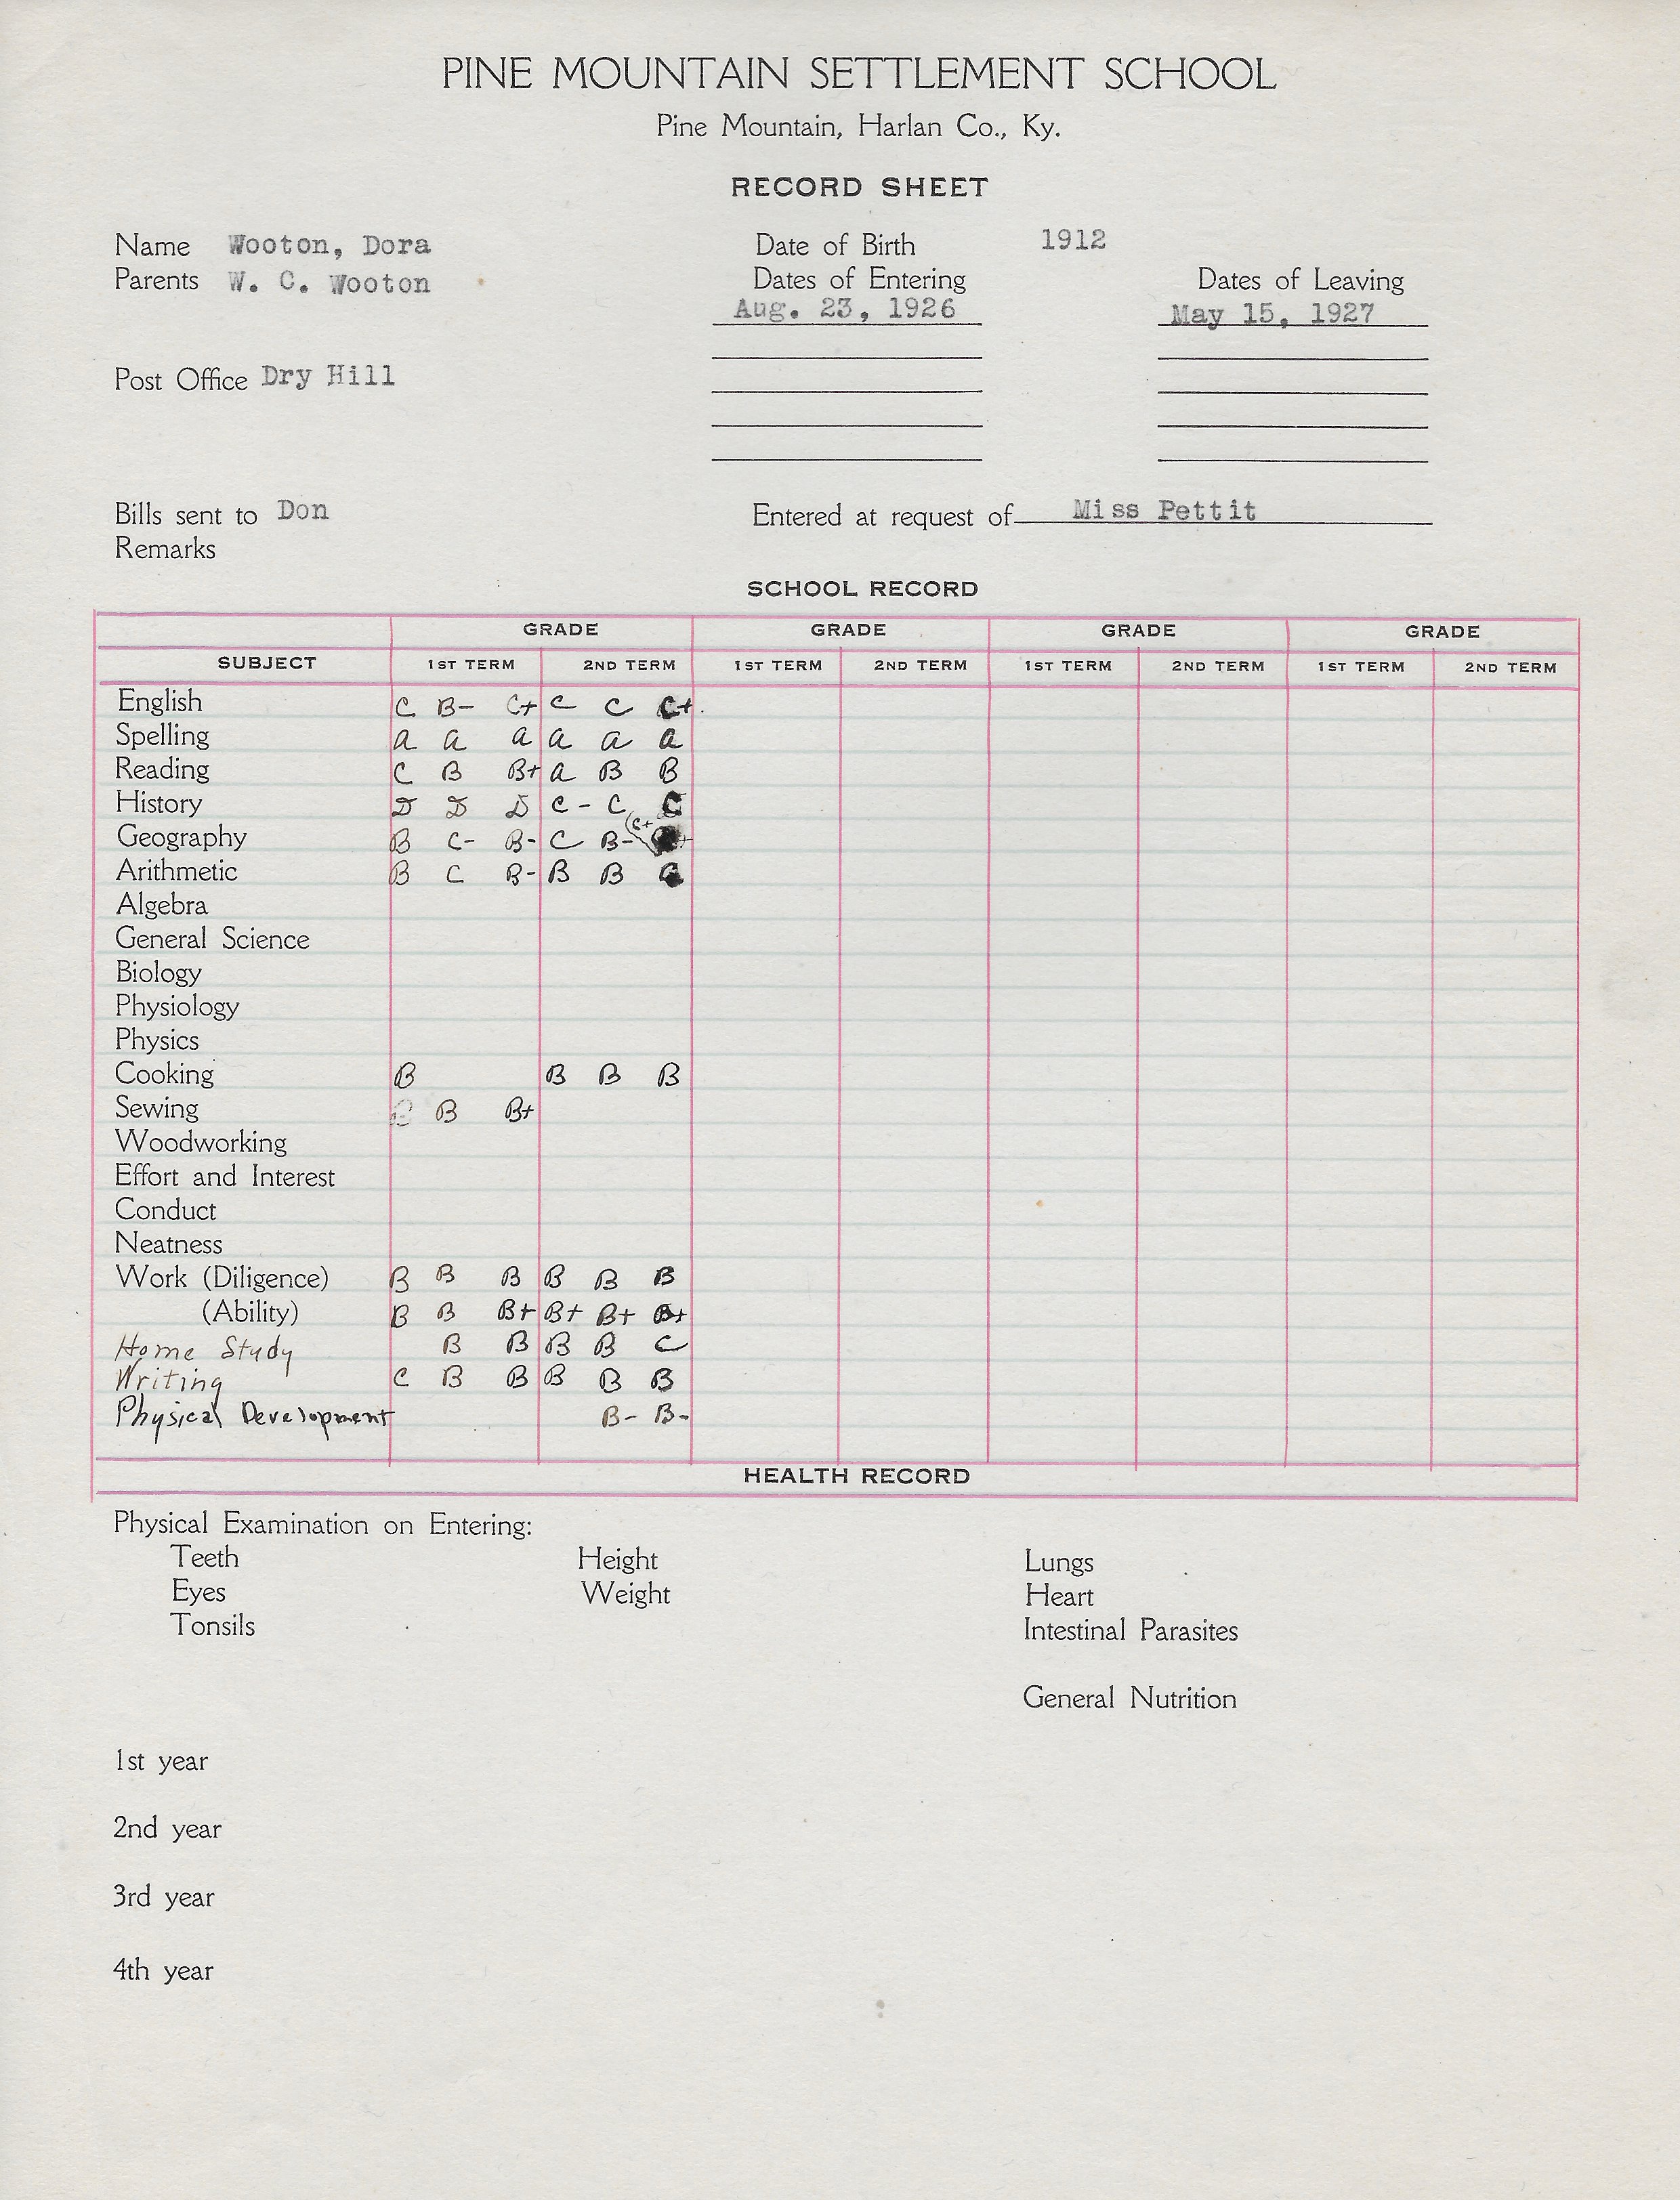 PINE MOUNTAIN SETTLEMENT SCHOOL
Pine Mountain, Harlan Co., Ky.
RECORD SHEET
Name Wooton, Dora Date of Birth 1912
Parents W. C. Wooton Dates of Entering Dates of Leaving
Aug. 23, 1926 May 15, 1927
Post Office Dry Hill
Bills sent to Don Entered at request of Miss Pettit
Remarks
SCHOOL RECORD
GRADE GRADE GRADE GRADE
SUBJECT 1ST TERM 2ND TERM 1ST TERM 2ND TERM 1ST TERM 2ND TERM 1ST TERM 2ND TERM
English C B- C+ C C C+
Spelling a a a a a a
Reading C B B+ a B B
History D D D C- C C
Geography B C- B- C B- C+
Arithmetic B C B- B B
Algebra
General Science
Biology
Physiology
Physics
Cooking B B B B
Sewing B B+
Woodworking
Effort and Interest
Conduct
Neatness
Work (Diligence) B B B B B B
(Ability) B B B+ B+ B+ B+
Home Study B B B B C
Writing C B B B B B
Physical Development B- B-
HEALTH RECORD
Physical Examination on Entering:
Teeth Height Lungs
Eyes Weight Heart
Tonsils Intestinal Parasites
General Nutrition
1st year
2nd year
3rd year
4th year